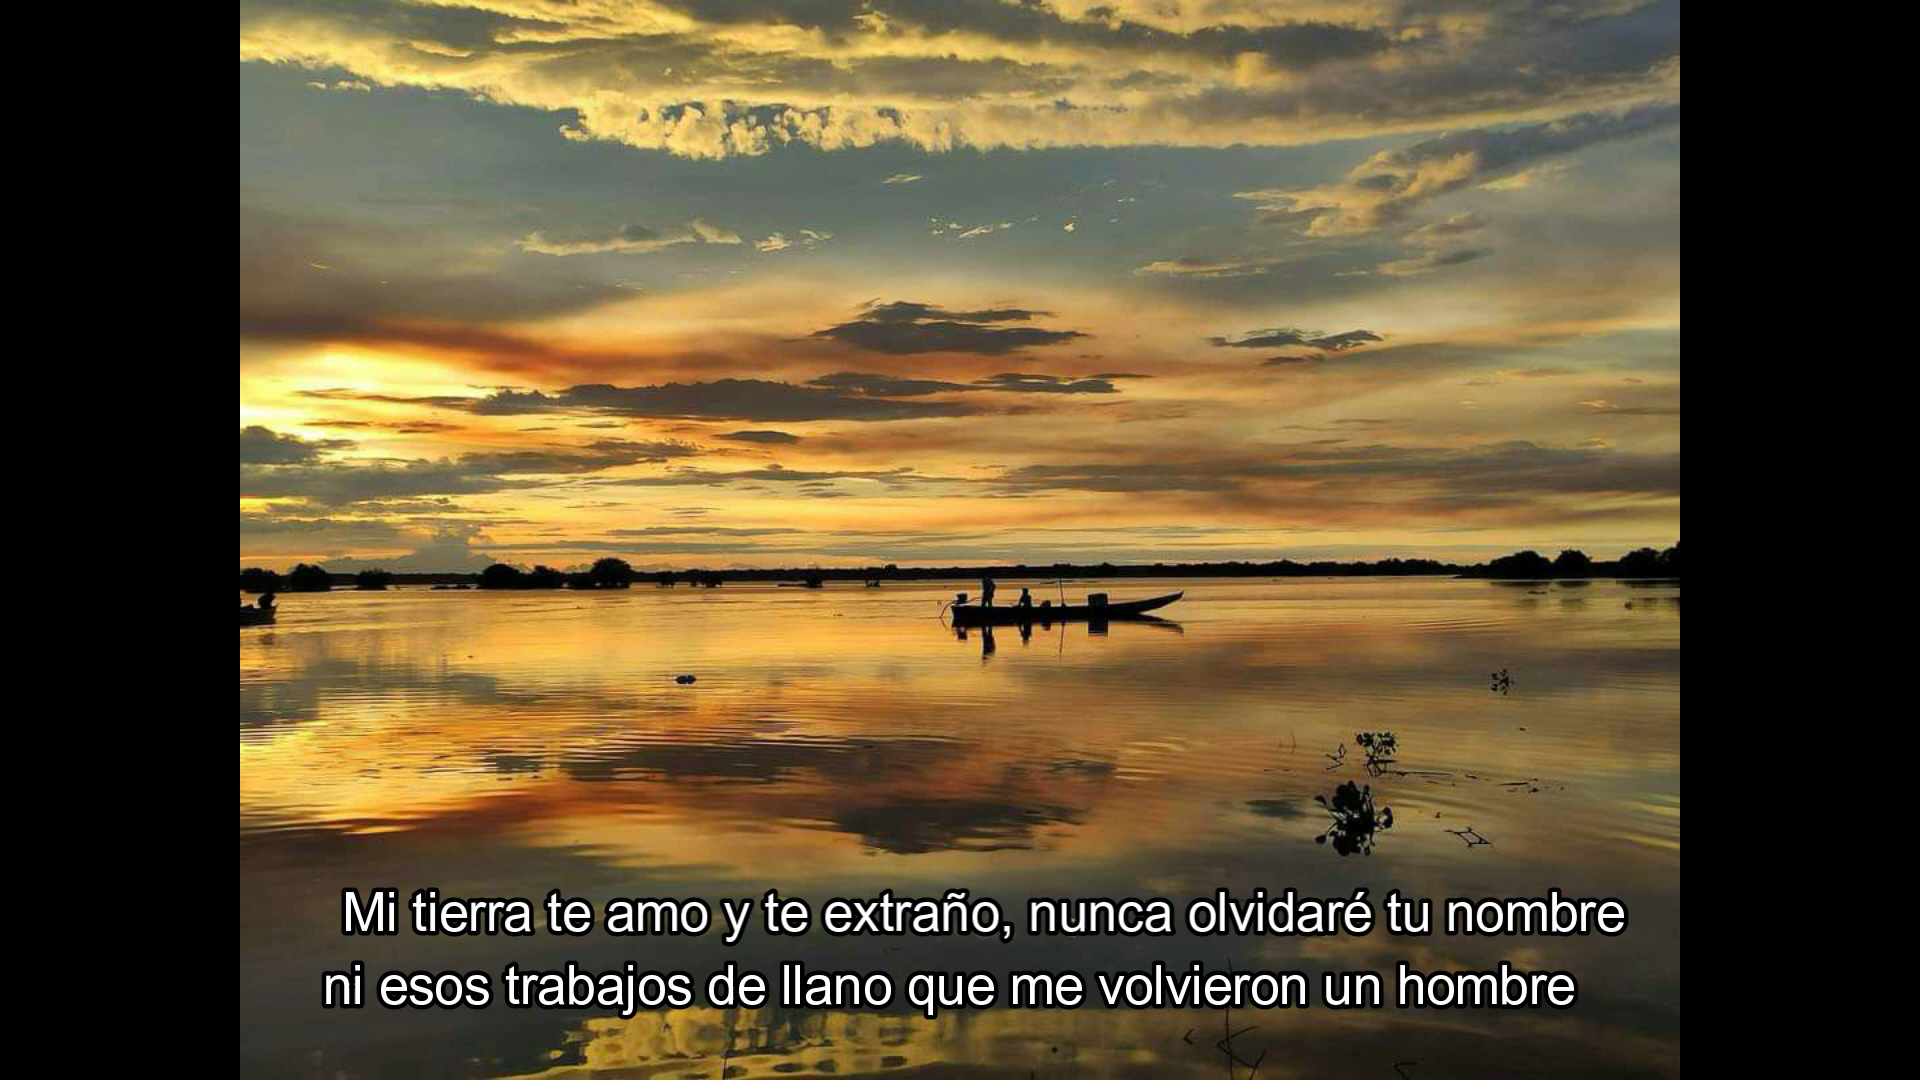 Mi tierra te amo y te extraño, nunca olvidaré tu nombre
ni esos trabajos de llano que me volvieron un hombre